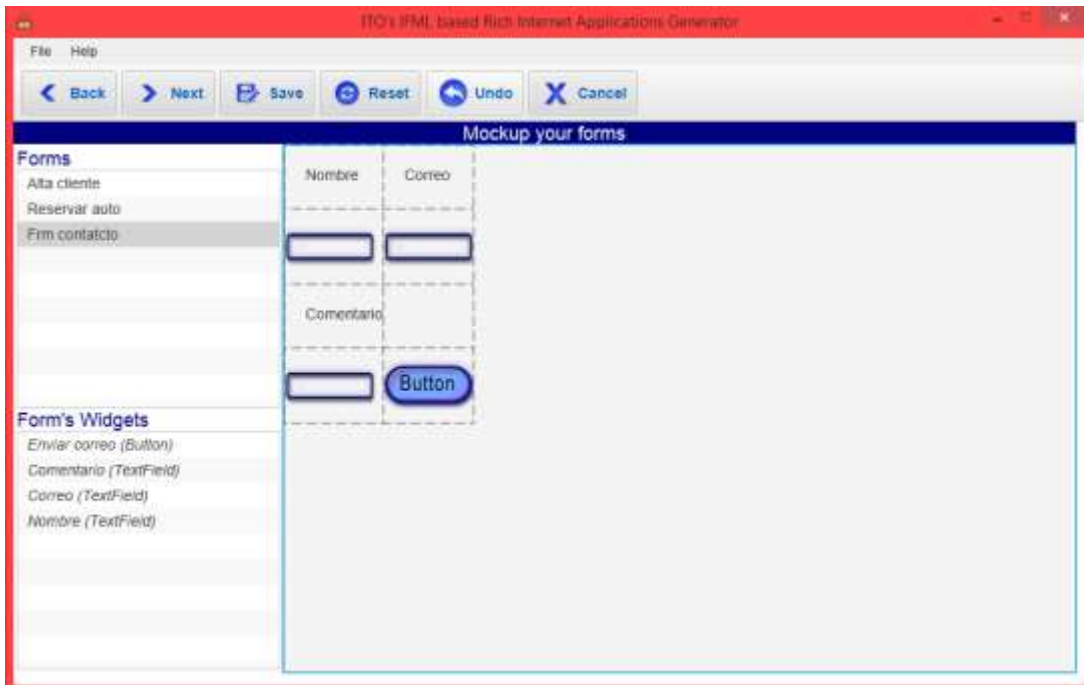 ITO's IFML based Rich Internet Applications Generator
File Help
Back Next Save Reset Undo Cancel
Mockup your forms
Forms
Alta cliente
Reservar auto
Frm contatcto
Nombre Correo
Comentario
Button
Form's Widgets
Enviar correo (Button)
Comentario (TextField)
Correo (TextField)
Nombre (TextField)